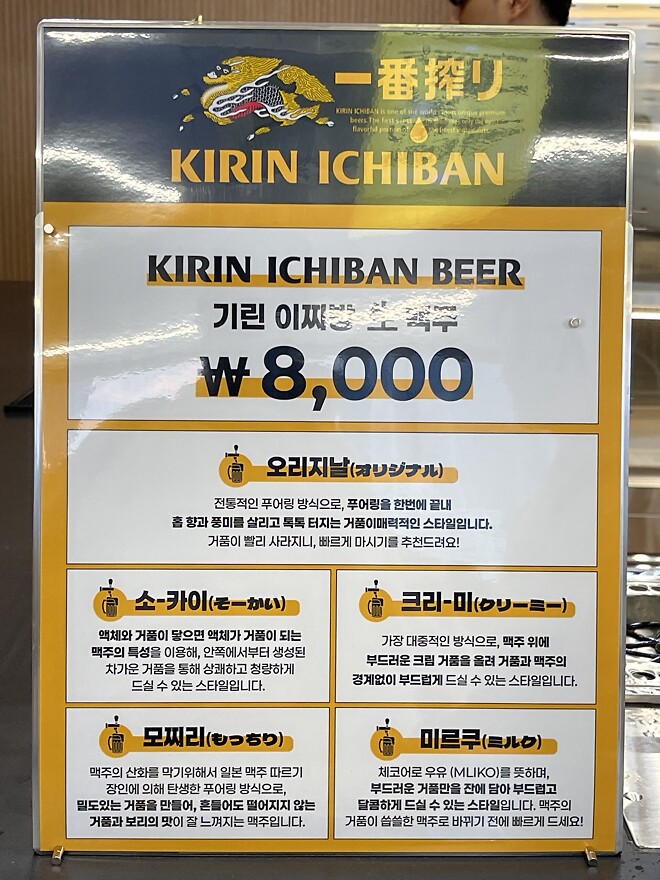 一番搾り
KIRIN ICHIBAN is one of the world's most unique premium
flavorful portion of
KIRIN ICHIBAN
KIRIN ICHIBAN BEER
기린 이찌방 맥주
₩8,000
오리지날(オリジナル)
전통적인 푸어링 방식으로, 푸어링을 한번에 끝내
홉 향과 풍미를 살리고 톡톡 터지는 거품이매력적인 스타일입니다.
거품이 빨리 사라지니, 빠르게 마시기를 추천드려요!
소-카이(そーかい)
액체와 거품이 닿으면 액체가 거품이 되는
맥주의 특성을 이용해, 안쪽에서부터 생성된
차가운 거품을 통해 상쾌하고 청량하게
드실 수 있는 스타일입니다.
크리-미(クリーミー)
가장 대중적인 방식으로, 맥주 위에
부드러운 크림 거품을 올려 거품과 맥주의
경계없이 부드럽게 드실 수 있는 스타일입니다.
모찌리(もっちり)
맥주의 산화를 막기위해서 일본 맥주 따르기
장인에 의해 탄생한 푸어링 방식으로,
밀도있는 거품을 만들어, 흔들어도 떨어지지 않는
거품과 보리의 맛이 잘 느껴지는 맥주입니다.
미르쿠(ミルク)
체코어로 우유 (MLIKO)를 뜻하며,
부드러운 거품만을 잔에 담아 부드럽고
달콤하게 드실 수 있는 스타일입니다. 맥주의
거품이 씁쓸한 맥주로 바뀌기 전에 빠르게 드세요!